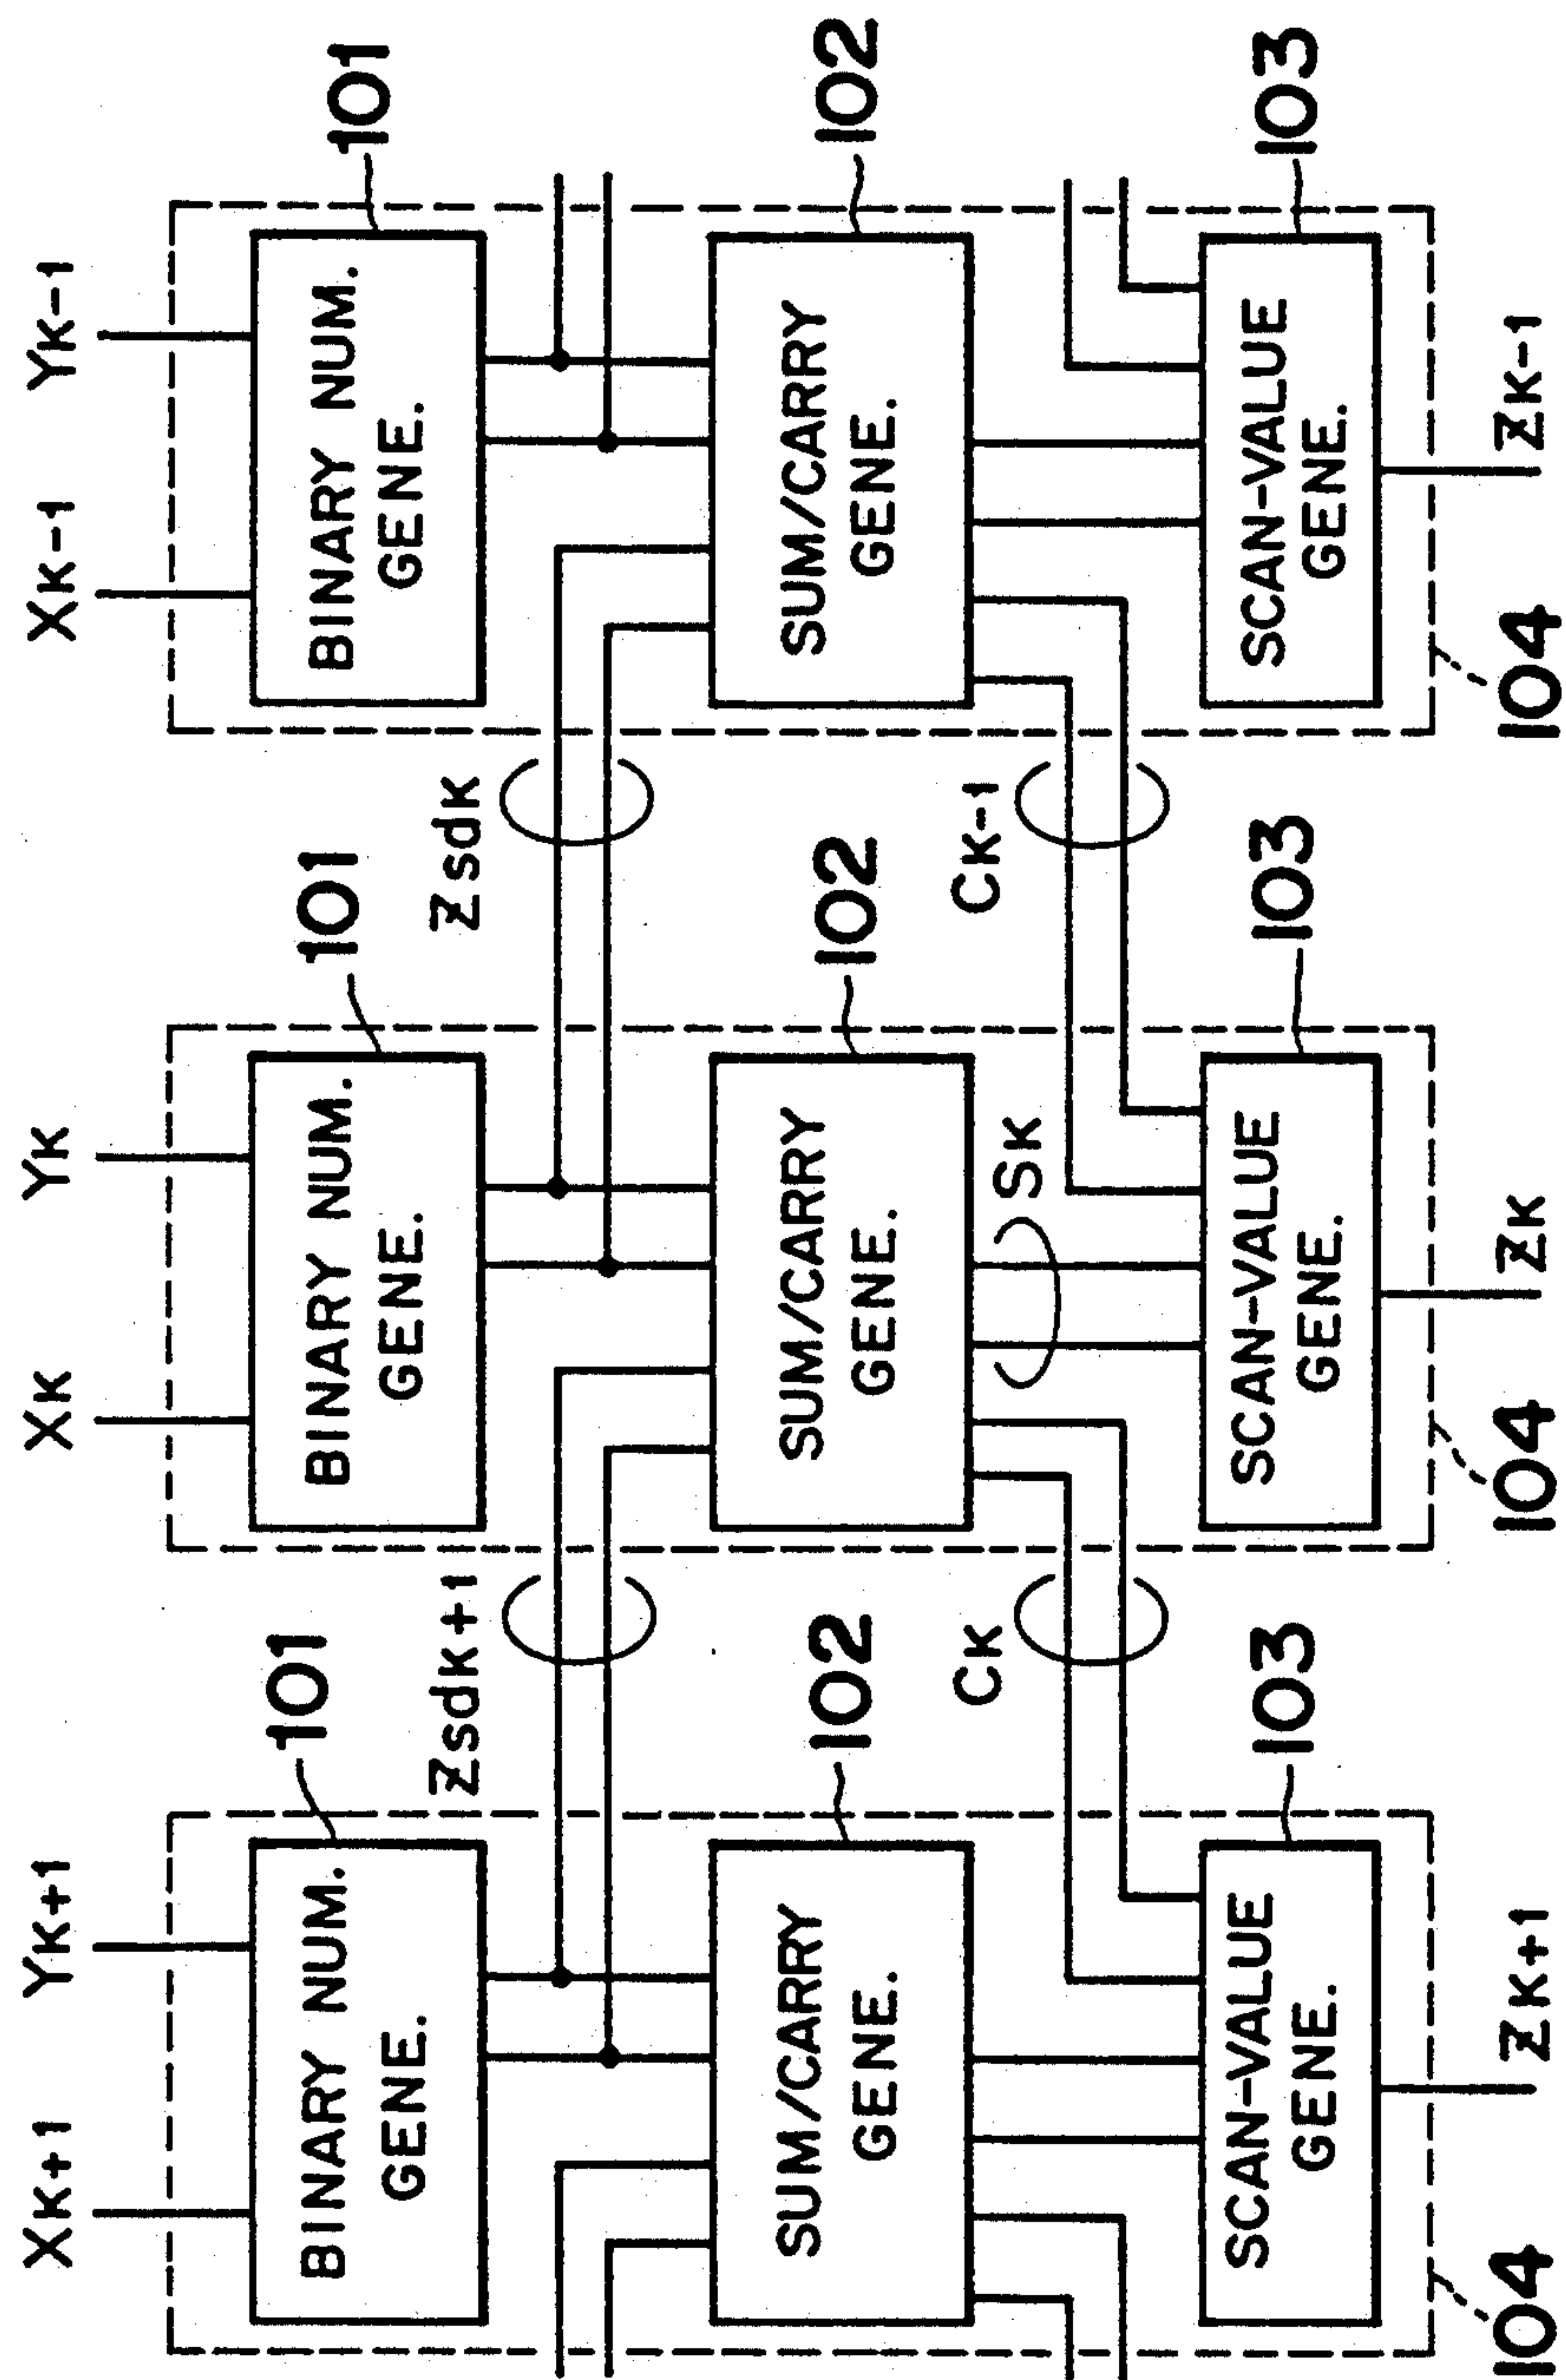 XK+1 YK+1 XK YK XK-1 YK-1
101 101 101
BINARY NUM.
GENE.
BINARY NUM.
GENE.
BINARY NUM.
GENE.
ZsdK+1 ZsdK
102 102 102
SUM/CARRY
GENE.
SUM/CARRY
GENE.
SUM/CARRY
GENE.
CK SK CK-1
103 103 103
SCAN-VALUE
GENE.
SCAN-VALUE
GENE.
SCAN-VALUE
GENE.
104 ZK+1 104 ZK 104 ZK-1